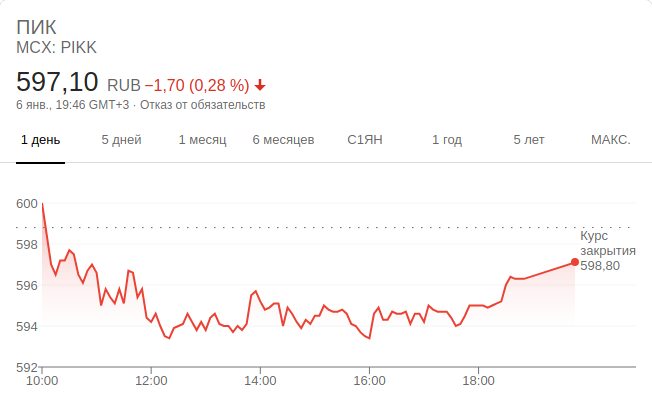 ПИК
MCX: PIKK
597,10 RUB −1,70 (0,28 %)
6 янв., 19:46 GMT+3 · Отказ от обязательств
1 день 5 дней 1 месяц 6 месяцев С1ЯН 1 год 5 лет МАКС.
600
598
596
594
592
Курс
закрытия
598,80
10:00 12:00 14:00 16:00 18:00